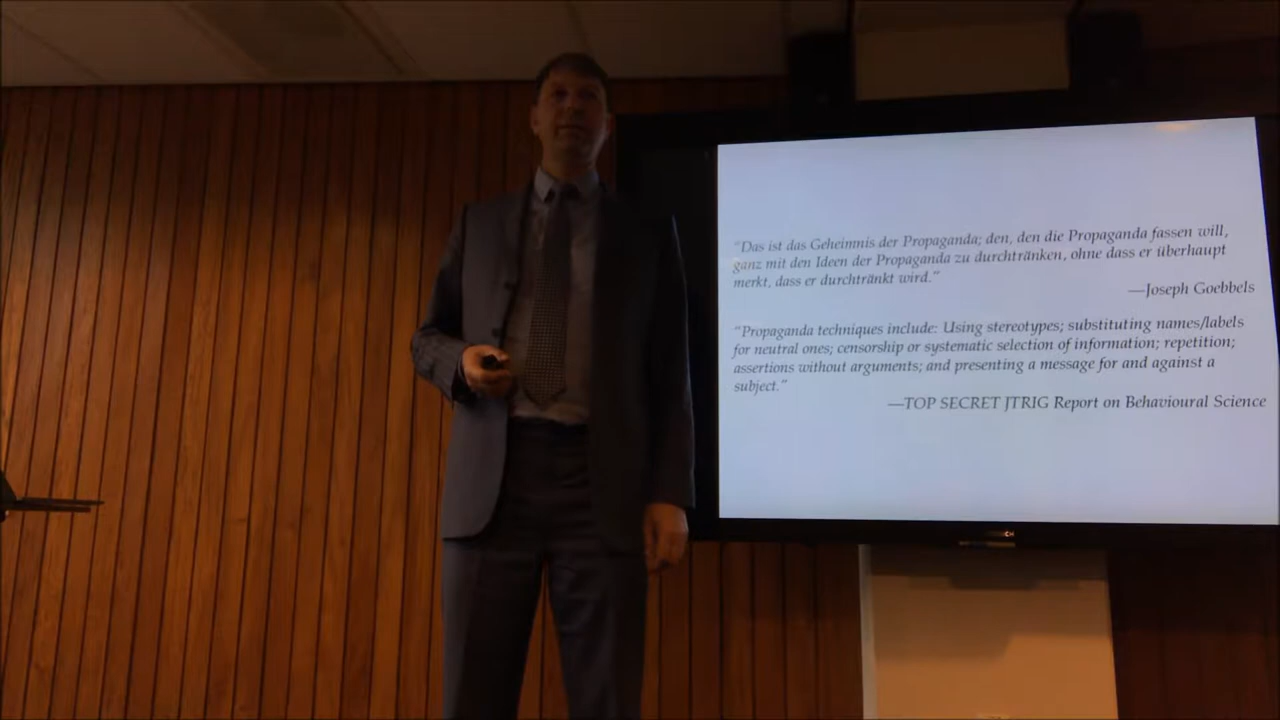 “Das ist das Geheimnis der Propaganda; den, den die Propaganda fassen will,
ganz mit den Ideen der Propaganda zu durchtränken, ohne dass er überhaupt
merkt, dass er durchtränkt wird.”
—Joseph Goebbels
“Propaganda techniques include: Using stereotypes; substituting names/labels
for neutral ones; censorship or systematic selection of information; repetition;
assertions without arguments; and presenting a message for and against a
subject.”
—TOP SECRET JTRIG Report on Behavioural Science